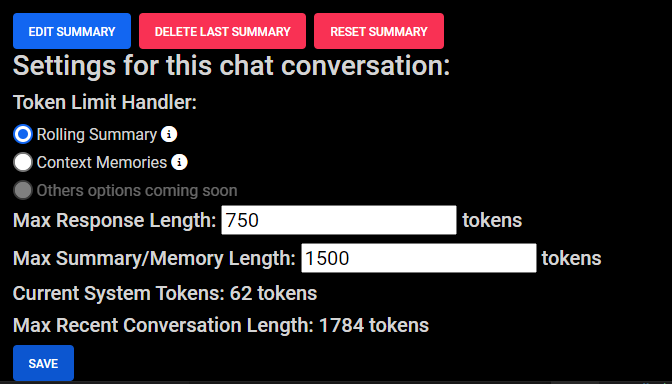 EDIT SUMMARY DELETE LAST SUMMARY RESET SUMMARY
Settings for this chat conversation:
Token Limit Handler:
Rolling Summary i
Context Memories i
Others options coming soon
Max Response Length: 750 tokens
Max Summary/Memory Length: 1500 tokens
Current System Tokens: 62 tokens
Max Recent Conversation Length: 1784 tokens
SAVE